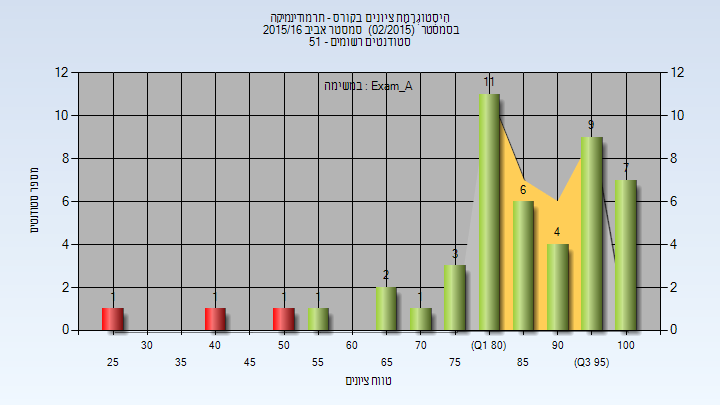 היסטוגרמת ציונים בקורס - תרמודינמיקה
בסמסטר (02/2015) סמסטר אביב 2015/16
סטודנטים רשומים - 51
במשימה : Exam_A
מספר סטודנטים
12 12
10 10
8 8
6 6
4 4
2 2
0 0
1 1 1 1 2 1 3 11 6 4 9 7
30 40 50 60 70 (Q1 80) 90 100
25 35 45 55 65 75 85 (Q3 95)
טווח ציונים